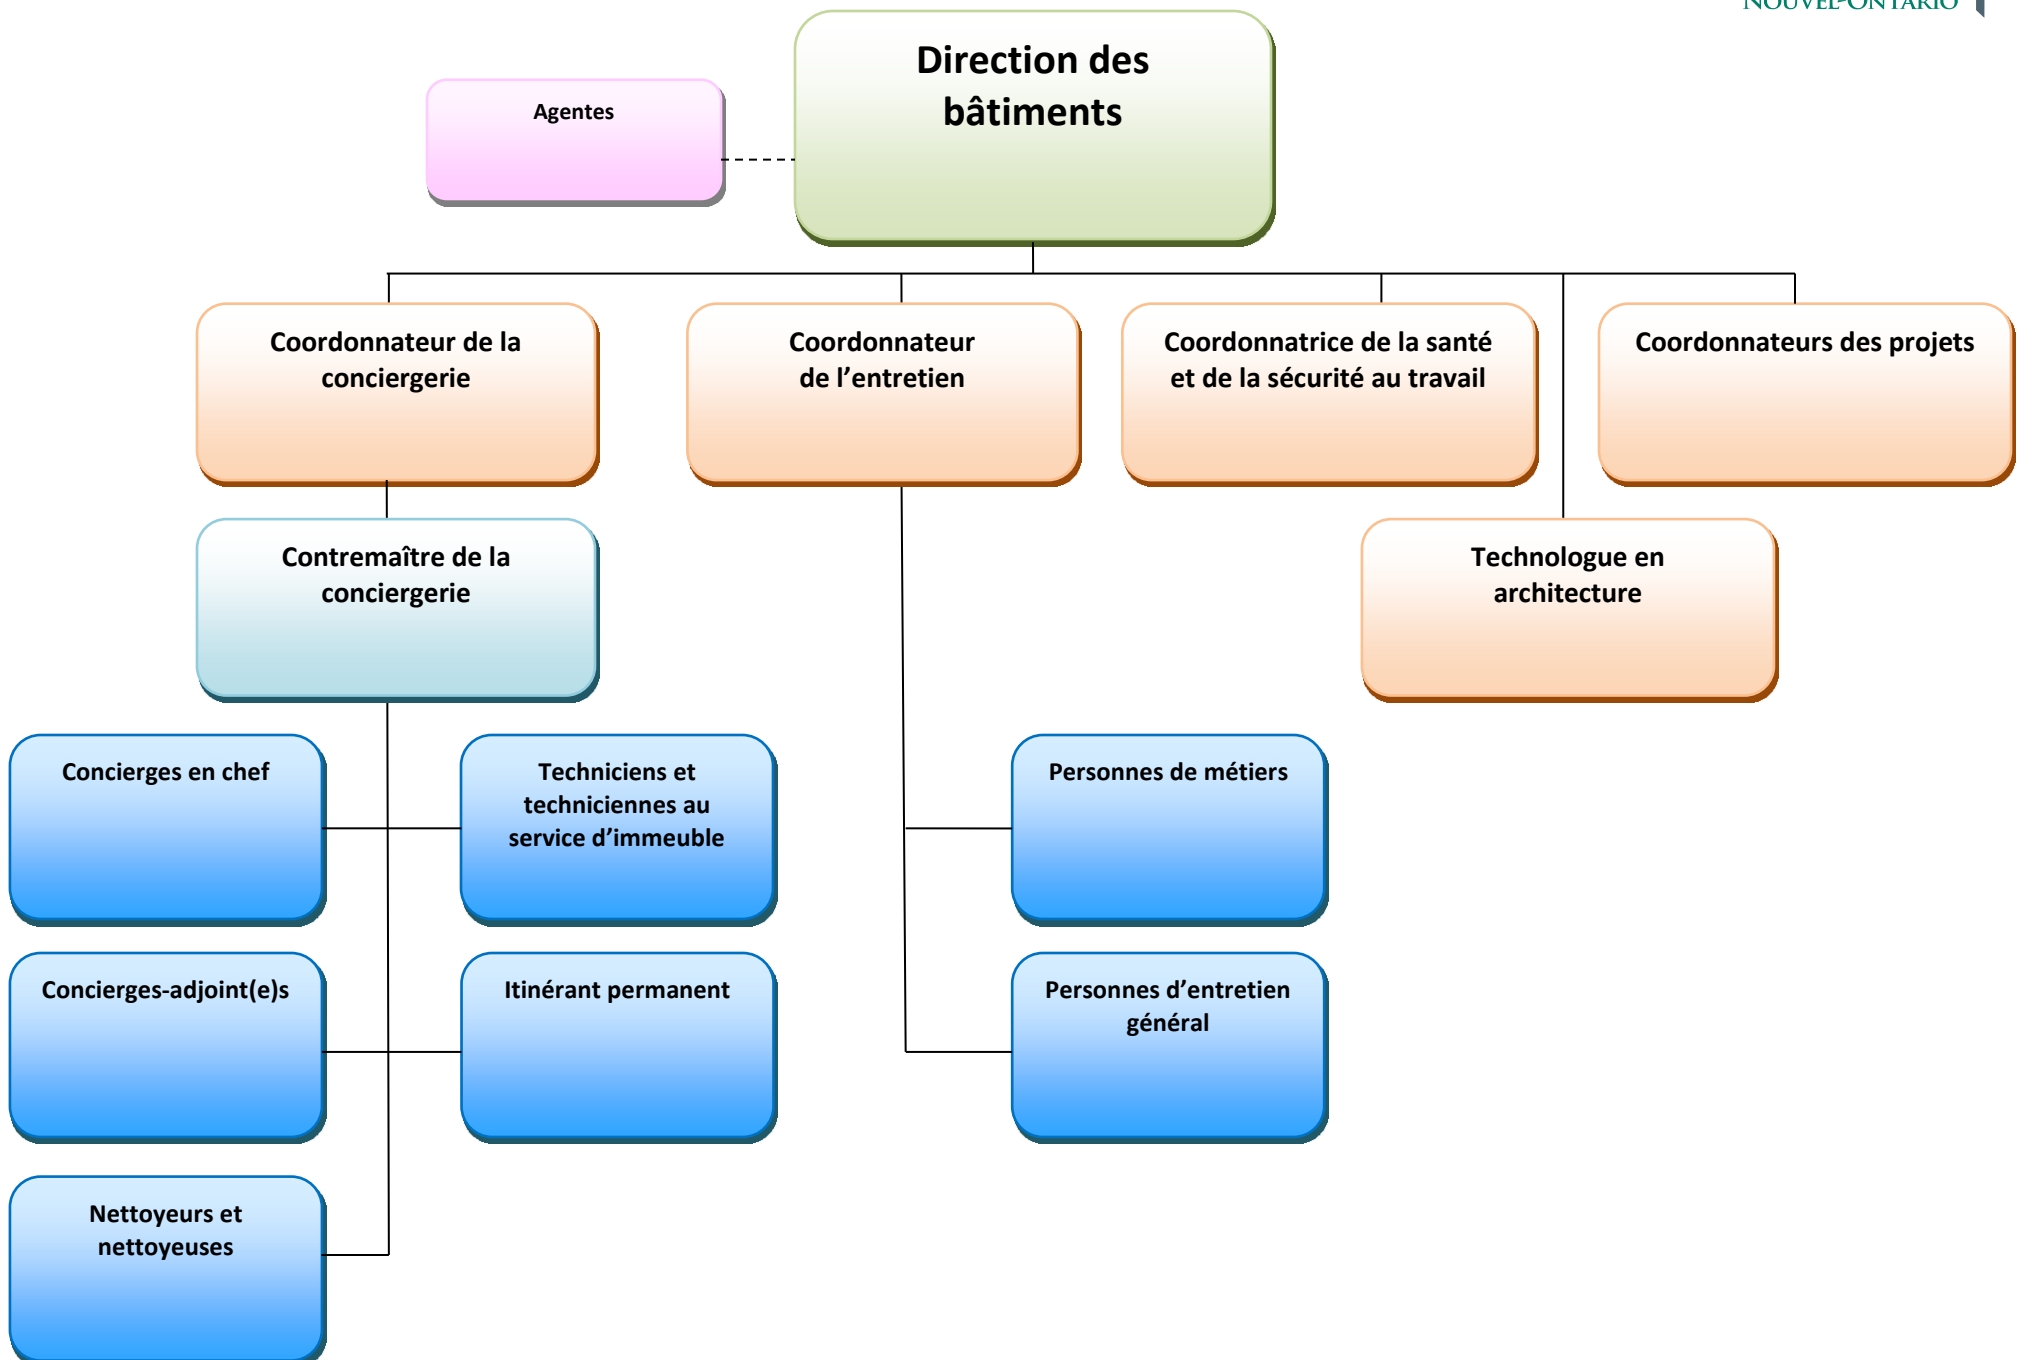 NOUVEL-ONTARIO
Direction des
bâtiments
Agentes
Coordonnateur de la
conciergerie
Coordonnateur
de l’entretien
Coordonnatrice de la santé
et de la sécurité au travail
Coordonnateurs des projets
Contremaître de la
conciergerie
Technologue en
architecture
Concierges en chef
Techniciens et
techniciennes au
service d’immeuble
Personnes de métiers
Concierges-adjoint(e)s
Itinérant permanent
Personnes d’entretien
général
Nettoyeurs et
nettoyeuses